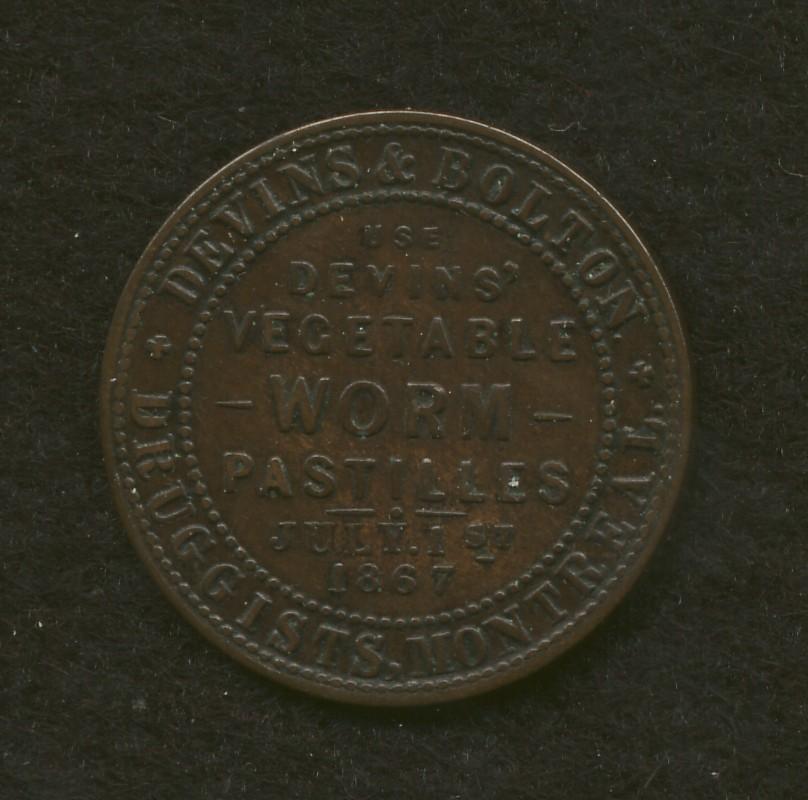 DEVINS & BOLTON
DRUGGISTS, MONTREAL
USE
DEVINS'
VEGETABLE
- WORM -
PASTILLES
JULY. 1ST
1867